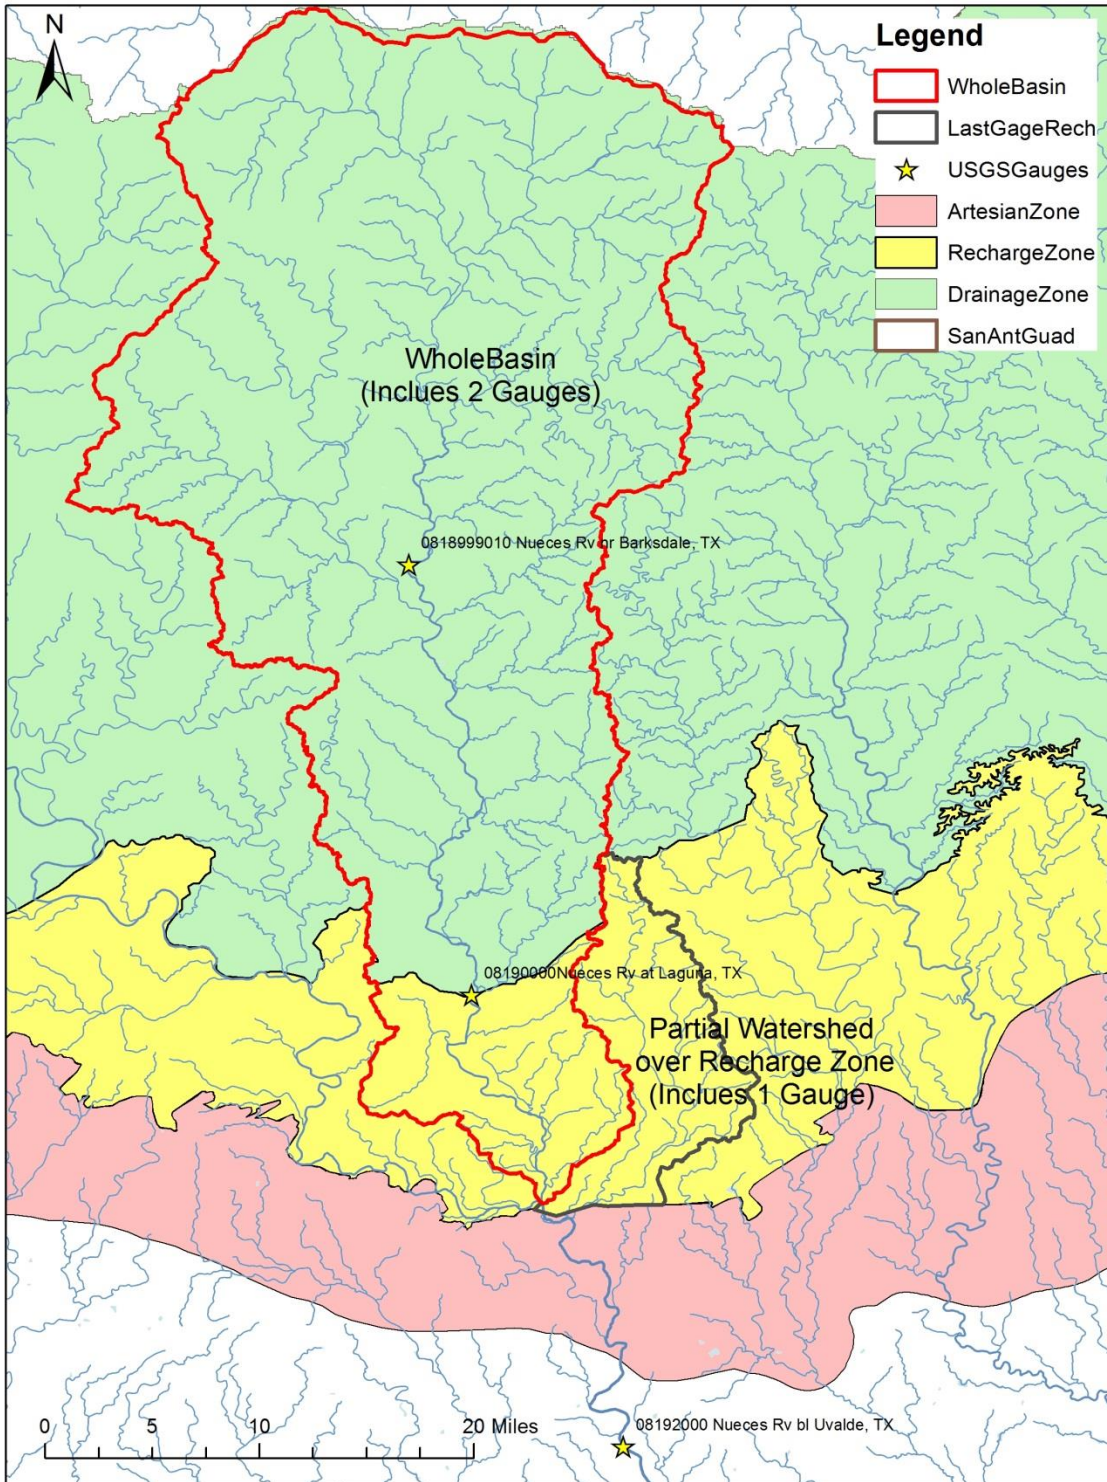 N
Legend
WholeBasin
LastGageRech
USGSGauges
ArtesianZone
RechargeZone
DrainageZone
SanAntGuad
WholeBasin
(Inclues 2 Gauges)
0818999010 Nueces Rv nr Barksdale, TX
08190000Nueces Rv at Laguna, TX
Partial Watershed
over Recharge Zone
(Inclues 1 Gauge)
08192000 Nueces Rv bl Uvalde, TX
0 5 10 20 Miles